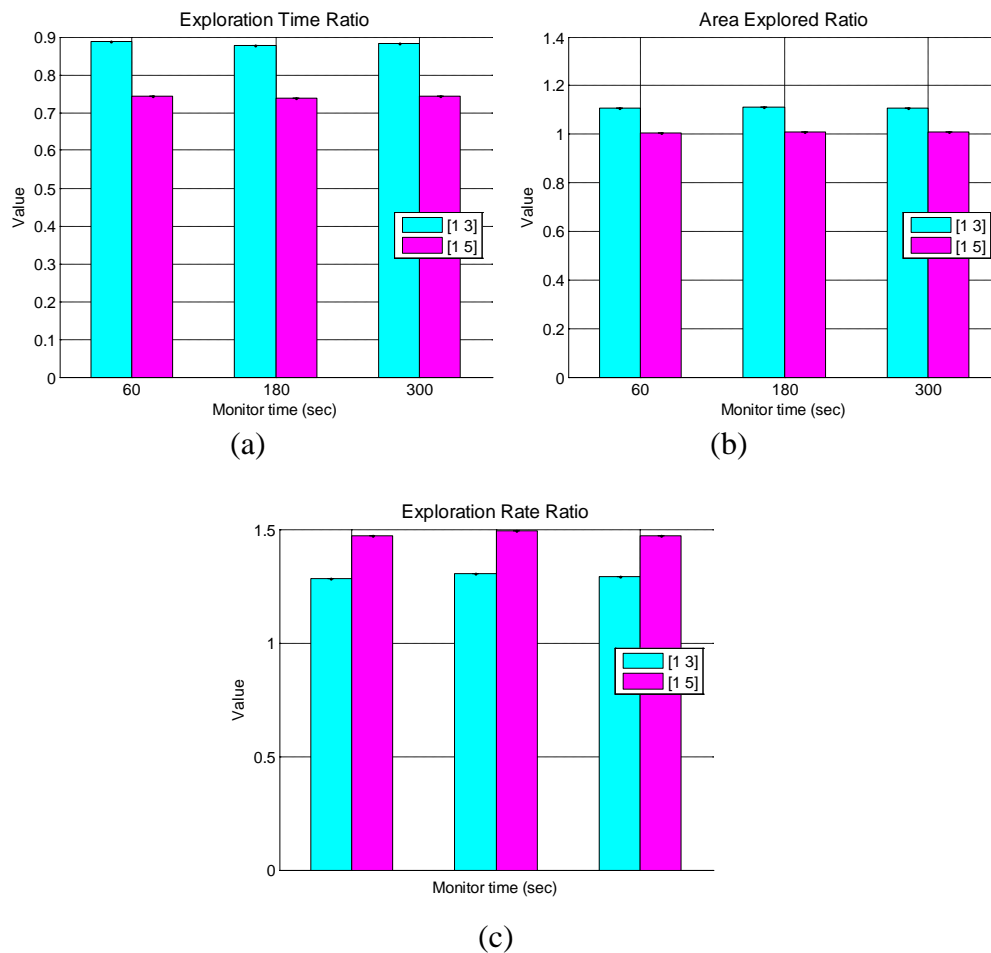 Exploration Time Ratio
0.9
0.8
0.7
0.6
0.5
0.4
0.3
0.2
0.1
0
Value
[1 3]
[1 5]
60 180 300
Monitor time (sec)
(a)
Area Explored Ratio
1.4
1.2
1
0.8
0.6
0.4
0.2
0
Value
[1 3]
[1 5]
60 180 300
Monitor time (sec)
(b)
Exploration Rate Ratio
1.5
1
0.5
0
Value
[1 3]
[1 5]
Monitor time (sec)
(c)